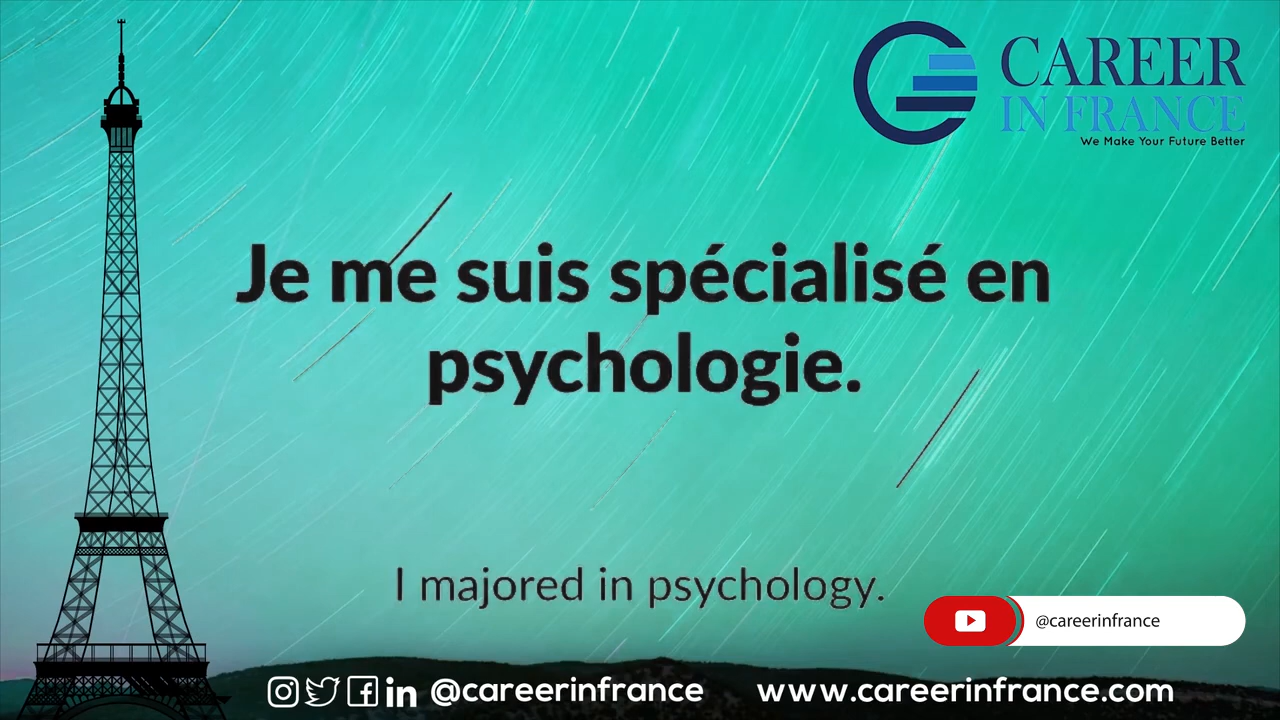 CAREER
IN FRANCE
We Make Your Future Better
Je me suis spécialisé en
psychologie.
I majored in psychology.
@careerinfrance
@careerinfrance www.careerinfrance.com